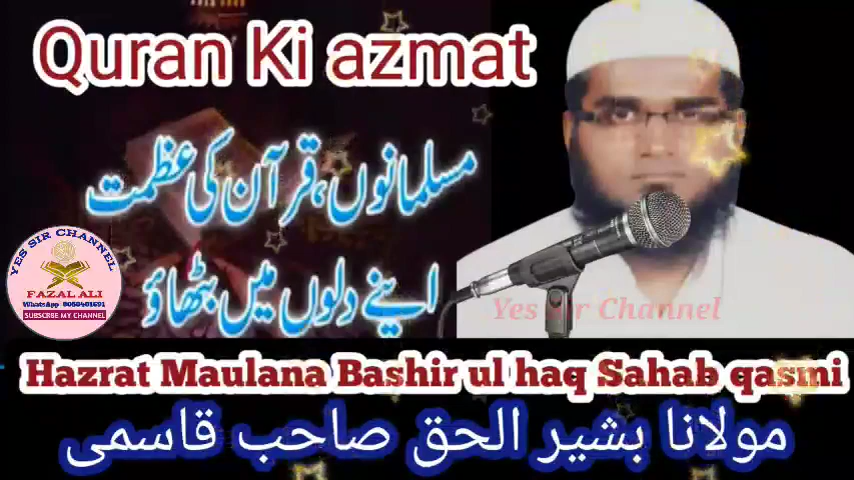 Quran Ki azmat
مسلمانوں، قرآن کی عظمت
اپنے دلوں میں بٹھاؤ
YES SIR CHANNEL
FAZAL ALI
SUBSCRIBE MY CHANNEL
Yes Sir Channel
Hazrat Maulana Bashir ul haq Sahab qasmi
مولانا بشیر الحق صاحب قاسمی